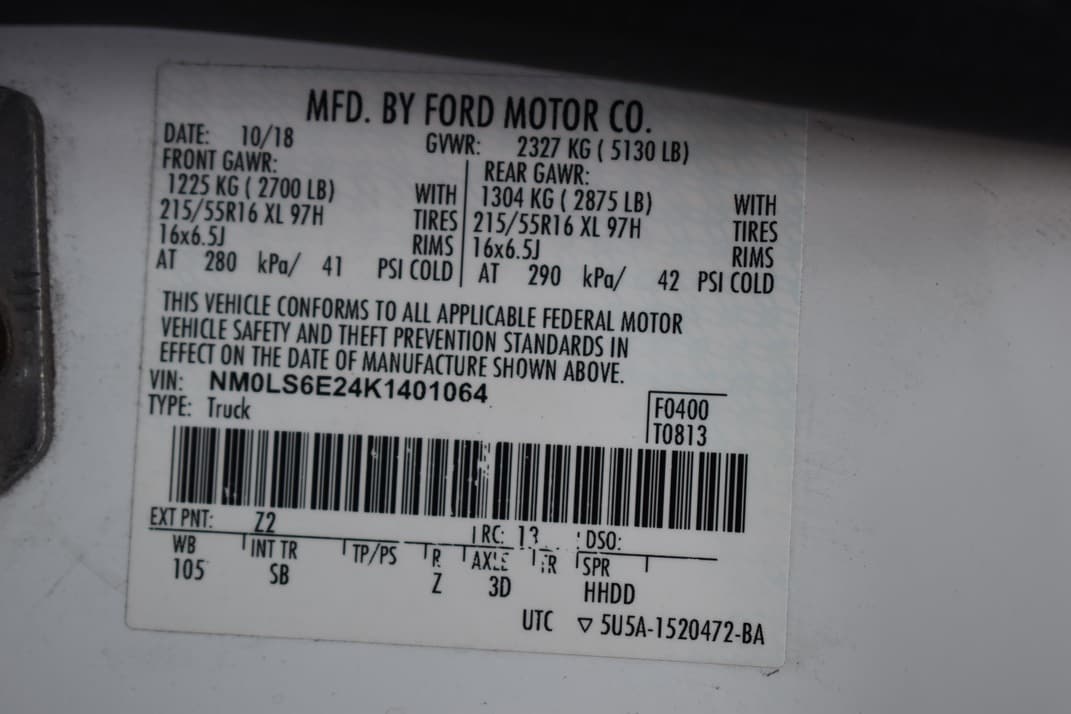 MFD. BY FORD MOTOR CO.
DATE: 10/18 GVWR: 2327 KG ( 5130 LB)
FRONT GAWR: REAR GAWR:
1225 KG ( 2700 LB) WITH 1304 KG ( 2875 LB) WITH
215/55R16 XL 97H TIRES 215/55R16 XL 97H TIRES
16x6.5J RIMS 16x6.5J RIMS
AT 280 kPa/ 41 PSI COLD AT 290 kPa/ 42 PSI COLD
THIS VEHICLE CONFORMS TO ALL APPLICABLE FEDERAL MOTOR
VEHICLE SAFETY AND THEFT PREVENTION STANDARDS IN
EFFECT ON THE DATE OF MANUFACTURE SHOWN ABOVE.
VIN: NM0LS6E24K1401064
TYPE: Truck
F0400
T0813
EXT PNT: Z2 RC: 13 DSO:
WB INT TR TP/PS R AXLE TR SPR
105 SB Z 3D HHDD
UTC ▽ 5U5A-1520472-BA